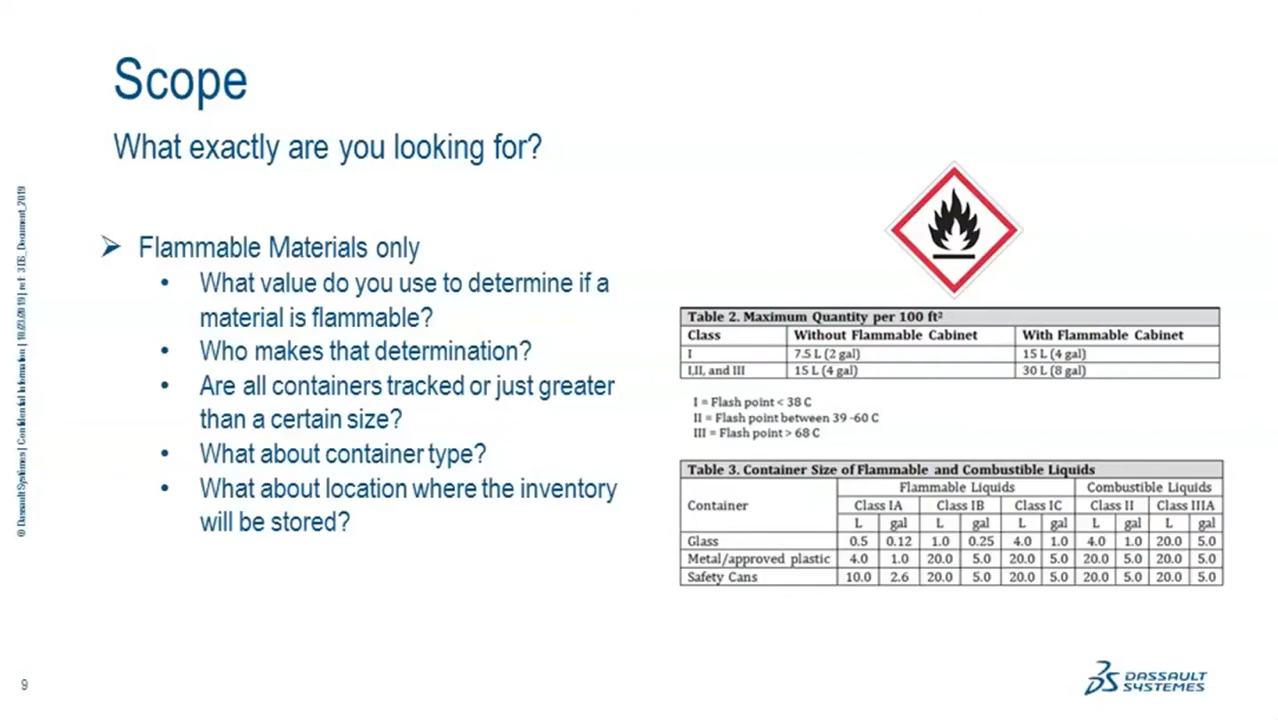 Scope
What exactly are you looking for?
➢ Flammable Materials only
• What value do you use to determine if a
material is flammable?
• Who makes that determination?
• Are all containers tracked or just greater
than a certain size?
• What about container type?
• What about location where the inventory
will be stored?
Table 2. Maximum Quantity per 100 ft²
Class Without Flammable Cabinet With Flammable Cabinet
I 7.5 L (2 gal) 15 L (4 gal)
I,II, and III 15 L (4 gal) 30 L (8 gal)
I = Flash point < 38 C
II = Flash point between 39 -60 C
III = Flash point > 68 C
Table 3. Container Size of Flammable and Combustible Liquids
Container Flammable Liquids Combustible Liquids
Class IA Class IB Class IC Class II Class IIIA
L gal L gal L gal L gal L gal
Glass 0.5 0.12 1.0 0.25 4.0 1.0 4.0 1.0 20.0 5.0
Metal/approved plastic 4.0 1.0 20.0 5.0 20.0 5.0 20.0 5.0 20.0 5.0
Safety Cans 10.0 2.6 20.0 5.0 20.0 5.0 20.0 5.0 20.0 5.0
© Dassault Systèmes | Confidential Information | 10/23/2019 | ref: 3DS_Document_2019
9
DASSAULT
SYSTEMES